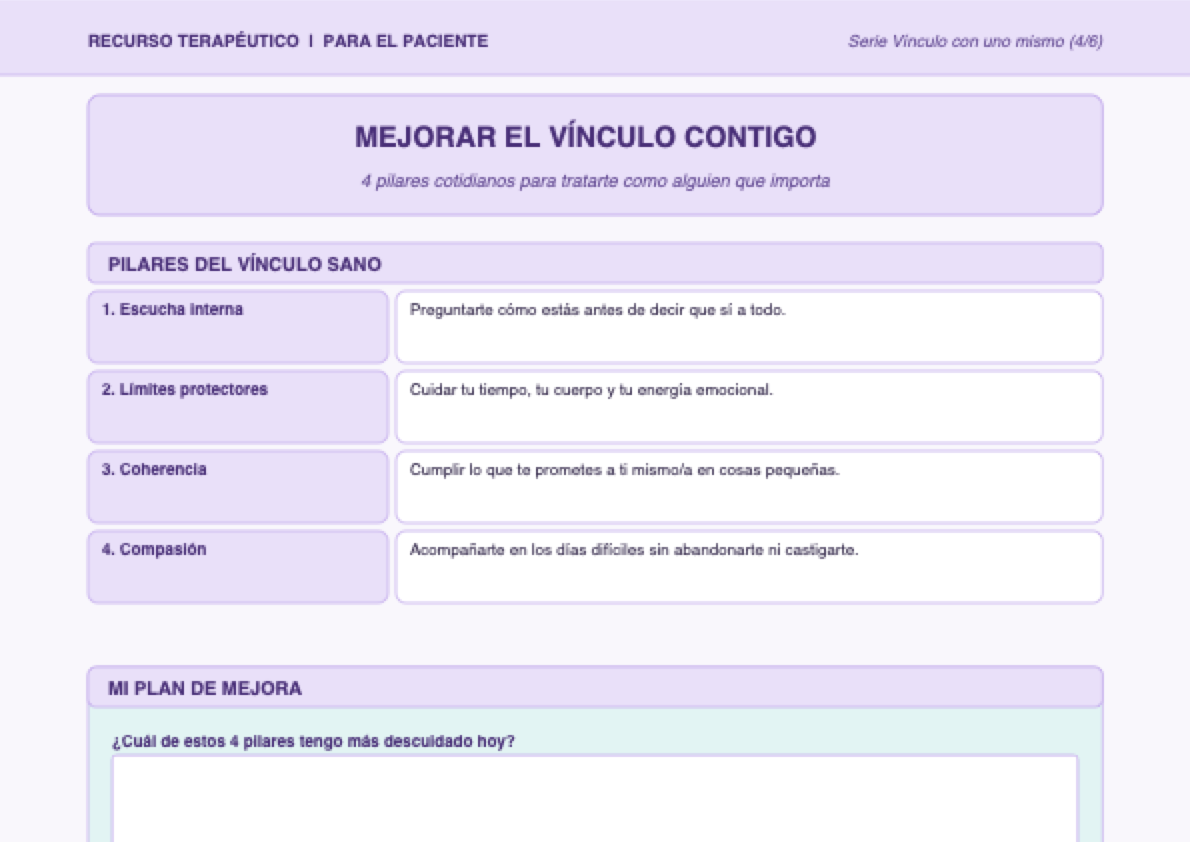 RECURSO TERAPÉUTICO | PARA EL PACIENTE
Serie Vínculo con uno mismo (4/6)
MEJORAR EL VÍNCULO CONTIGO
4 pilares cotidianos para tratarte como alguien que importa
PILARES DEL VÍNCULO SANO
1. Escucha interna
Preguntarte cómo estás antes de decir que sí a todo.
2. Límites protectores
Cuidar tu tiempo, tu cuerpo y tu energía emocional.
3. Coherencia
Cumplir lo que te prometes a ti mismo/a en cosas pequeñas.
4. Compasión
Acompañarte en los días difíciles sin abandonarte ni castigarte.
MI PLAN DE MEJORA
¿Cuál de estos 4 pilares tengo más descuidado hoy?